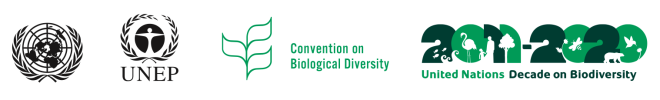 UNEP
Convention on
Biological Diversity
2011-2020
United Nations Decade on Biodiversity